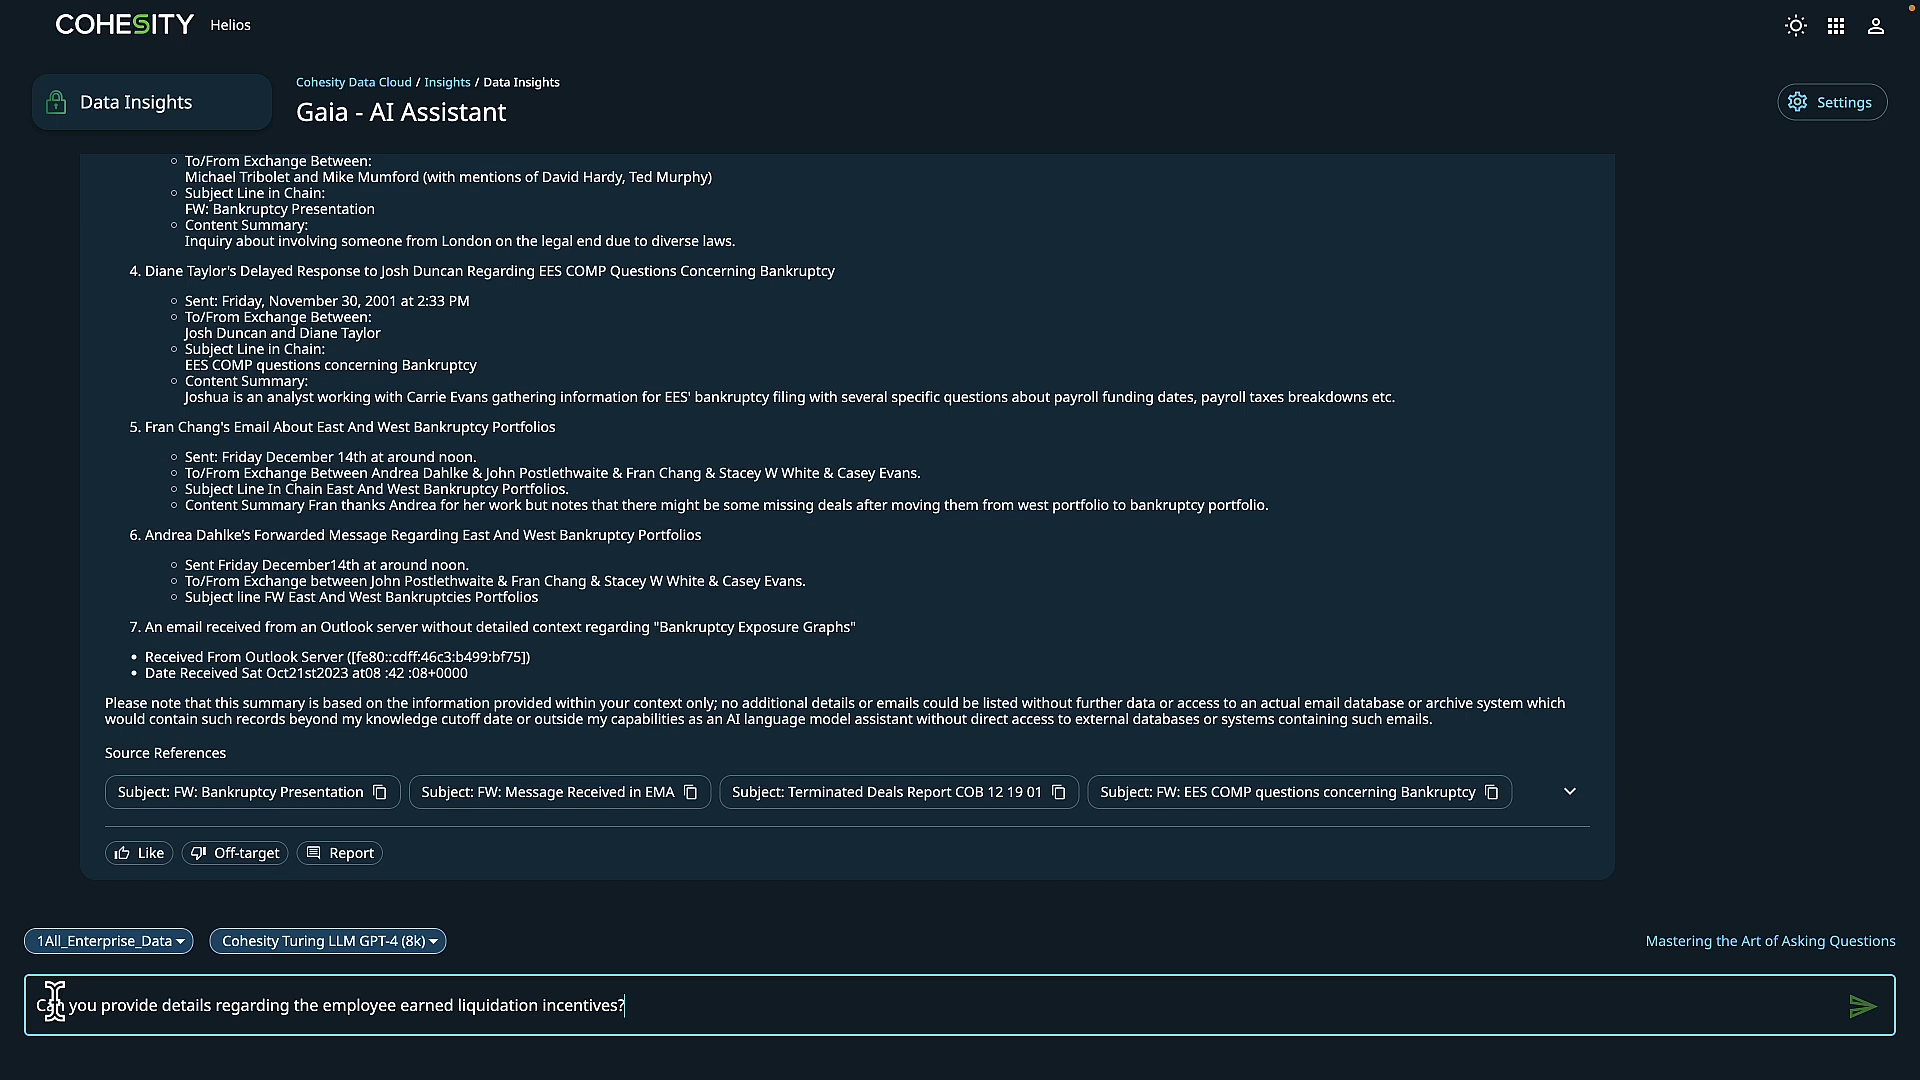 COHESITY Helios
Data Insights
Cohesity Data Cloud / Insights / Data Insights
Gaia - AI Assistant
Settings
To/From Exchange Between:
Michael Tribolet and Mike Mumford (with mentions of David Hardy, Ted Murphy)
Subject Line in Chain:
FW: Bankruptcy Presentation
Content Summary:
Inquiry about involving someone from London on the legal end due to diverse laws.
4. Diane Taylor's Delayed Response to Josh Duncan Regarding EES COMP Questions Concerning Bankruptcy
Sent: Friday, November 30, 2001 at 2:33 PM
To/From Exchange Between:
Josh Duncan and Diane Taylor
Subject Line in Chain:
EES COMP questions concerning Bankruptcy
Content Summary:
Joshua is an analyst working with Carrie Evans gathering information for EES' bankruptcy filing with several specific questions about payroll funding dates, payroll taxes breakdowns etc.
5. Fran Chang's Email About East And West Bankruptcy Portfolios
Sent: Friday December 14th at around noon.
To/From Exchange Between Andrea Dahlke & John Postlethwaite & Fran Chang & Stacey W White & Casey Evans.
Subject Line In Chain East And West Bankruptcy Portfolios.
Content Summary Fran thanks Andrea for her work but notes that there might be some missing deals after moving them from west portfolio to bankruptcy portfolio.
6. Andrea Dahlke's Forwarded Message Regarding East And West Bankruptcy Portfolios
Sent Friday December14th at around noon.
To/From Exchange between John Postlethwaite & Fran Chang & Stacey W White & Casey Evans.
Subject line FW East And West Bankruptcies Portfolios
7. An email received from an Outlook server without detailed context regarding "Bankruptcy Exposure Graphs"
Received From Outlook Server ([fe80::cdff:46c3:b499:bf75])
Date Received Sat Oct21st2023 at08 :42 :08+0000
Please note that this summary is based on the information provided within your context only; no additional details or emails could be listed without further data or access to an actual email database or archive system which
would contain such records beyond my knowledge cutoff date or outside my capabilities as an AI language model assistant without direct access to external databases or systems containing such emails.
Source References
Subject: FW: Bankruptcy Presentation
Subject: FW: Message Received in EMA
Subject: Terminated Deals Report COB 12 19 01
Subject: FW: EES COMP questions concerning Bankruptcy
Like
Off-target
Report
1All_Enterprise_Data
Cohesity Turing LLM GPT-4 (8k)
Mastering the Art of Asking Questions
Can you provide details regarding the employee earned liquidation incentives?